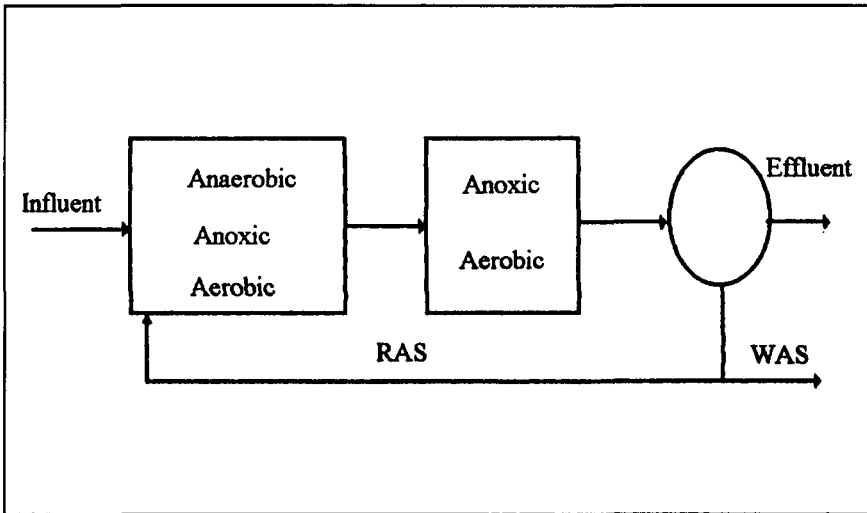 Influent
Anaerobic
Anoxic
Aerobic
Anoxic
Aerobic
Effluent
RAS
WAS